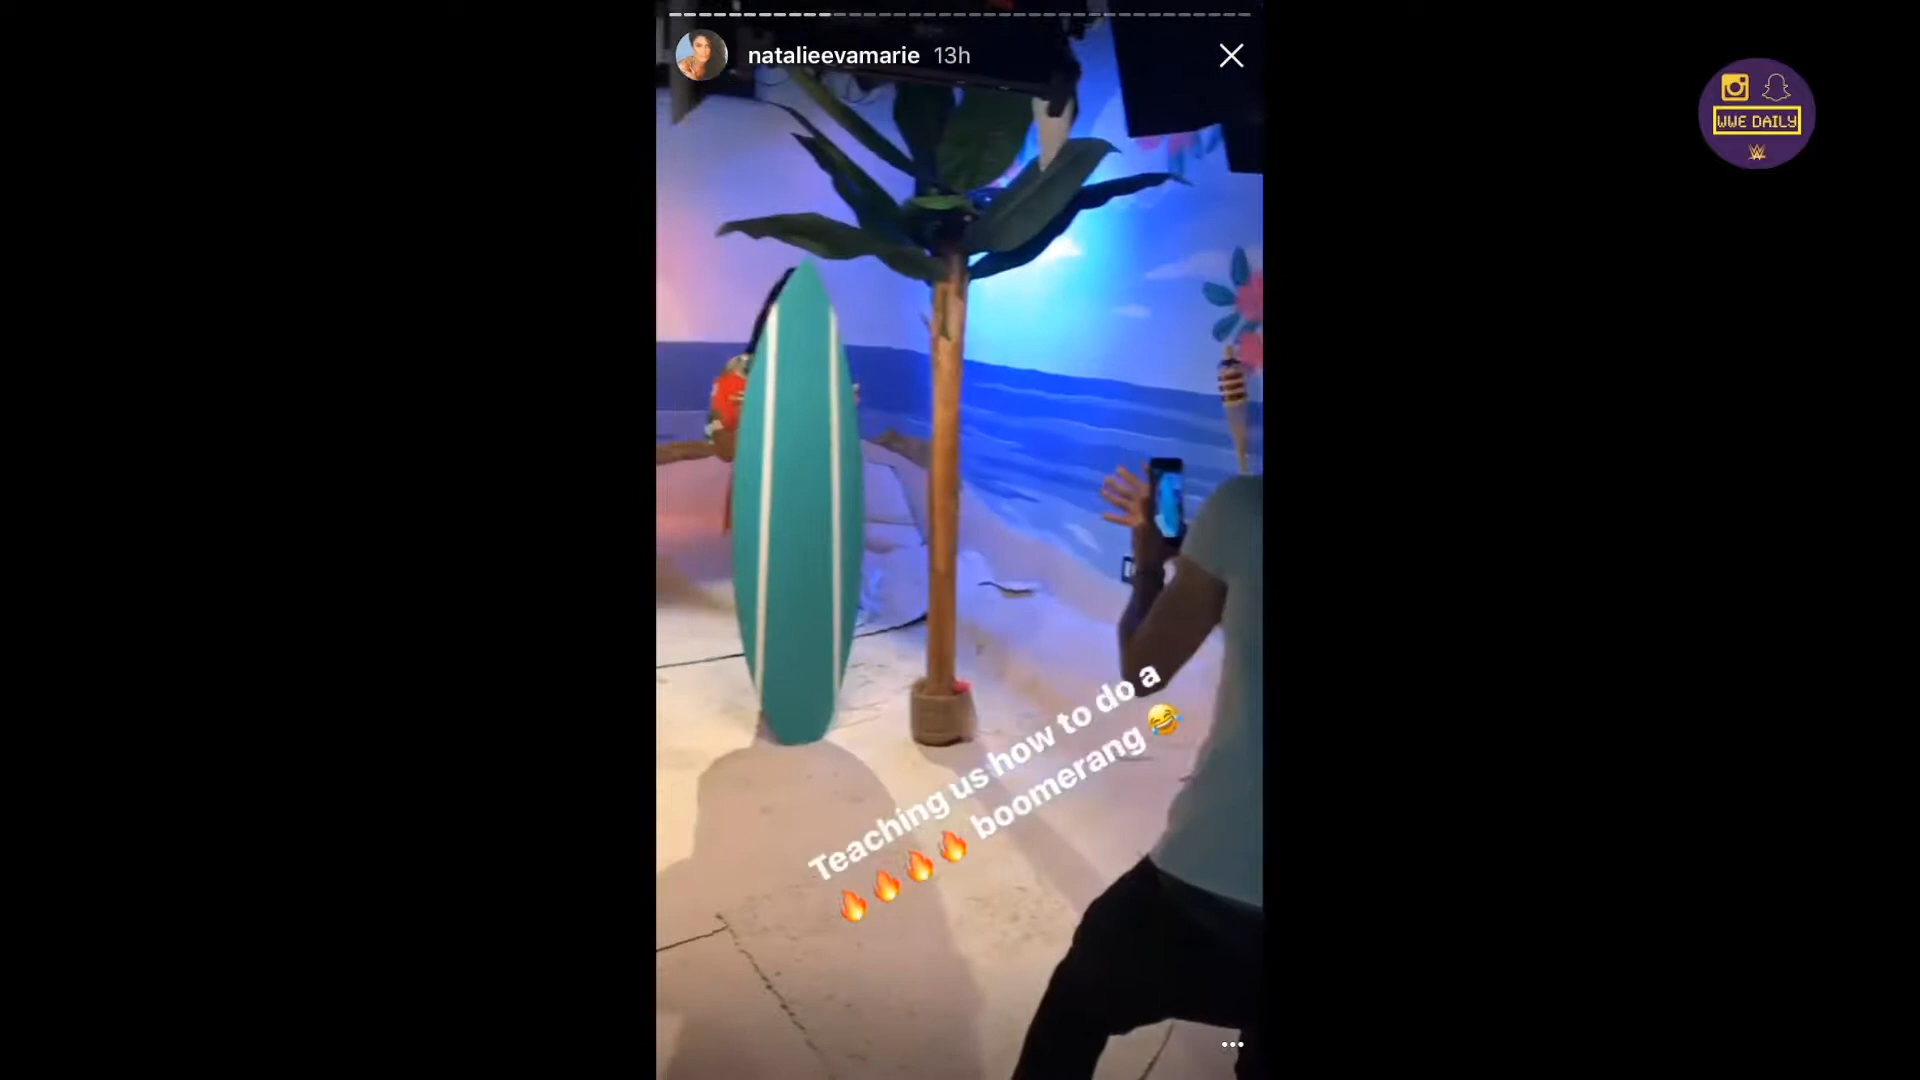 natalieevamarie 13h
WWE DAILY
Teaching us how to do a
🔥🔥🔥🔥 boomerang 😂